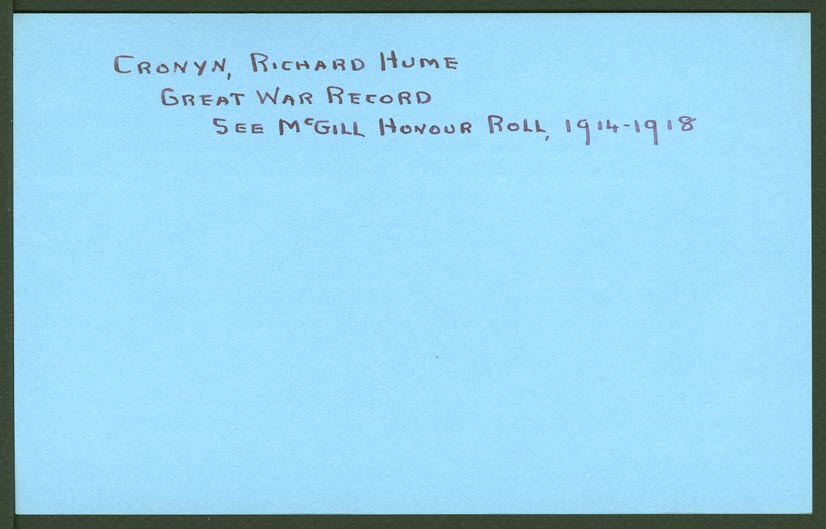 Cronyn, Richard Hume
Great War Record
See McGill Honour Roll, 1914-1918